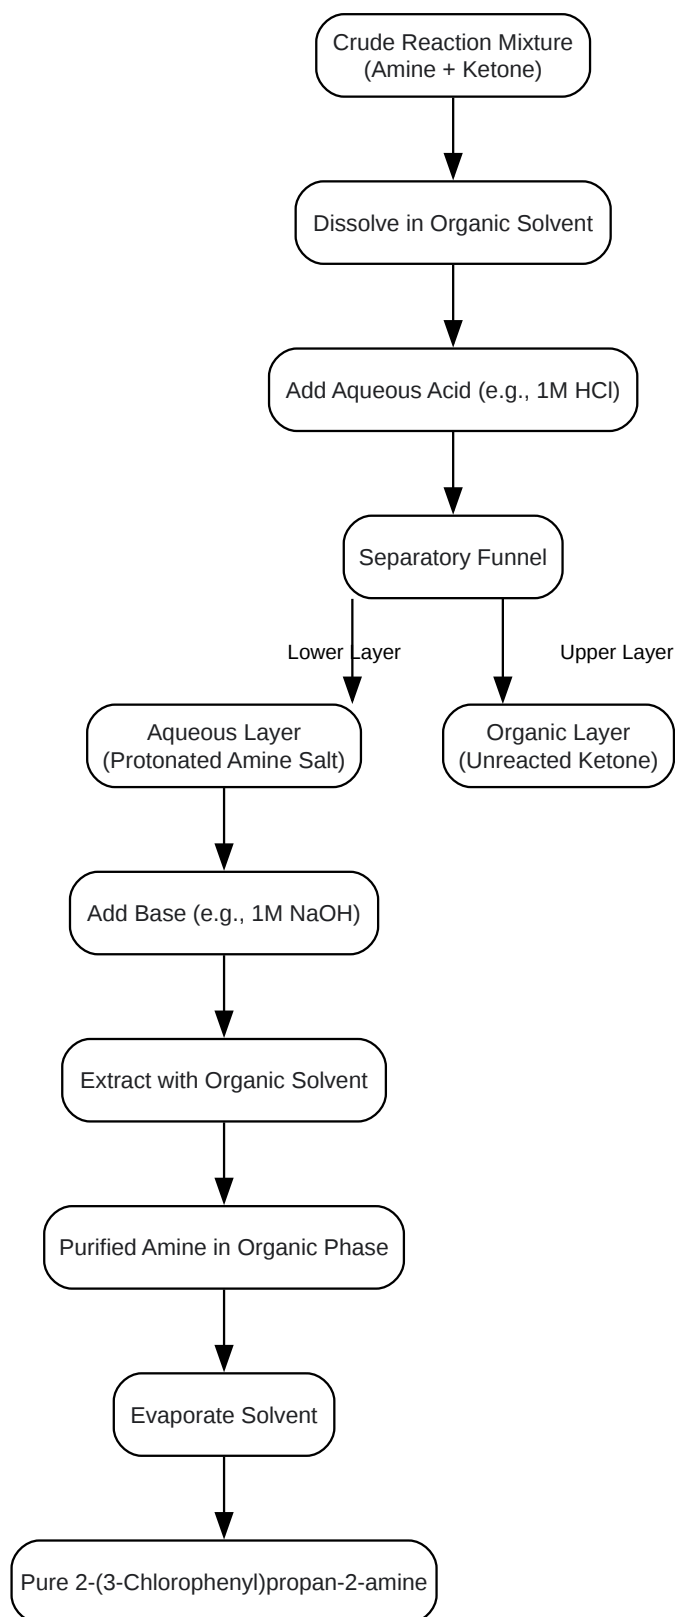 Crude Reaction Mixture
(Amine + Ketone)
Dissolve in Organic Solvent
Add Aqueous Acid (e.g., 1M HCl)
Separatory Funnel
Lower Layer
Upper Layer
Aqueous Layer
(Protonated Amine Salt)
Organic Layer
(Unreacted Ketone)
Add Base (e.g., 1M NaOH)
Extract with Organic Solvent
Purified Amine in Organic Phase
Evaporate Solvent
Pure 2-(3-Chlorophenyl)propan-2-amine